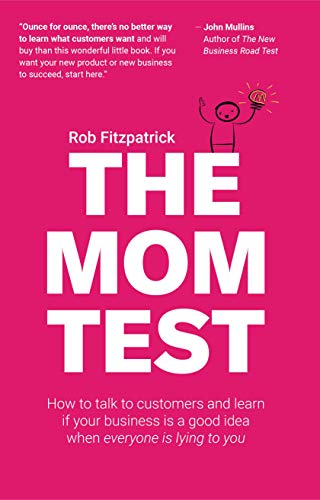 “Ounce for ounce, there's no better way
to learn what customers want and will
buy than this wonderful little book. If you
want your new product or new business
to succeed, start here.”
— John Mullins
Author of The New
Business Road Test
Rob Fitzpatrick
THE
MOM
TEST
How to talk to customers and learn
if your business is a good idea
when everyone is lying to you